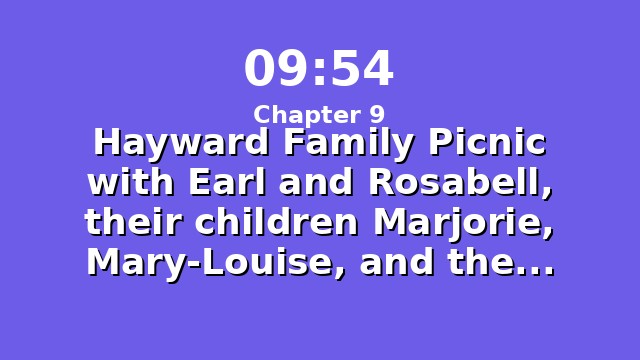 09:54
Chapter 9
Hayward Family Picnic
with Earl and Rosabell,
their children Marjorie,
Mary-Louise, and the...